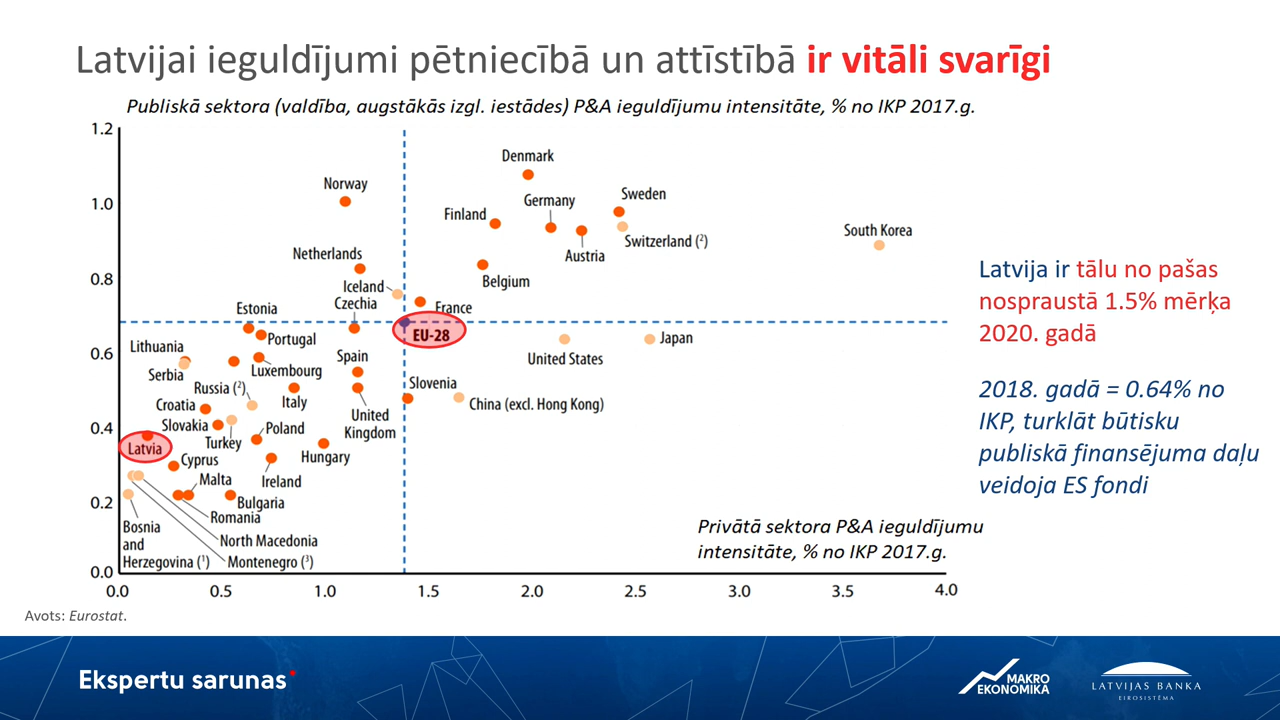 Latvijai ieguldījumi pētniecībā un attīstībā ir vitāli svarīgi
Publiskā sektora (valdība, augstākās izgl. iestādes) P&A ieguldījumu intensitāte, % no IKP 2017.g.
1.2
1.0
0.8
0.6
0.4
0.2
0.0
0.0 0.5 1.0 1.5 2.0 2.5 3.0 3.5 4.0
Denmark
Norway
Germany
Sweden
Finland
Switzerland (²)
South Korea
Austria
Netherlands
Belgium
Iceland
Czechia
France
Estonia
EU-28
Portugal
Japan
Lithuania
Spain
United States
Serbia
Luxembourg
Russia (²)
Slovenia
Italy
China (excl. Hong Kong)
Croatia
United
Kingdom
Slovakia
Poland
Turkey
Latvia
Hungary
Cyprus
Malta
Ireland
Bulgaria
Romania
Bosnia
and
Herzegovina (¹)
North Macedonia
Montenegro (³)
Privātā sektora P&A ieguldījumu
intensitāte, % no IKP 2017.g.
Latvija ir tālu no pašas
nospraustā 1.5% mērķa
2020. gadā
2018. gadā = 0.64% no
IKP, turklāt būtisku
publiskā finansējuma daļu
veidoja ES fondi
Avots: Eurostat.
Ekspertu sarunas
MAKRO
EKONOMIKA
LATVIJAS BANKA
EIROSISTĒMA